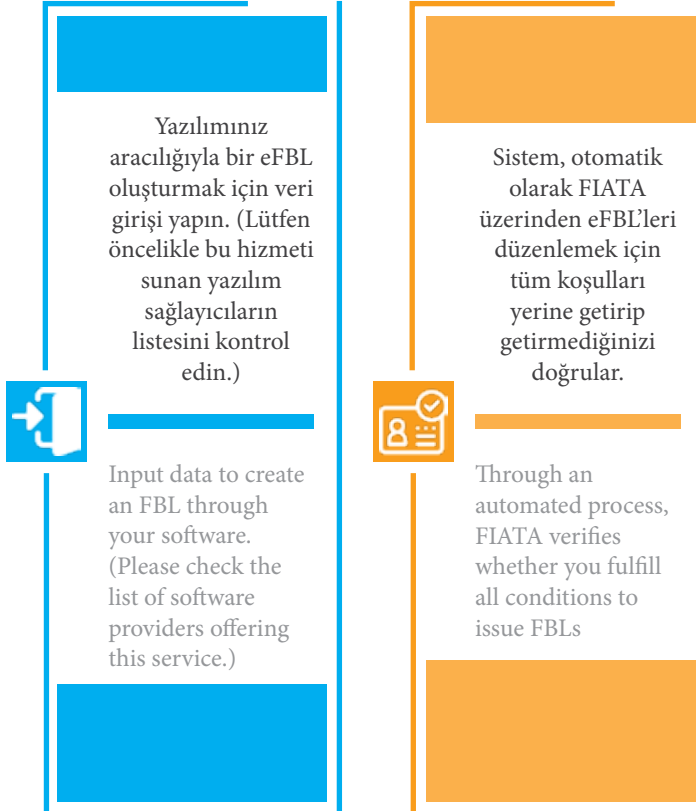 Yazılımınız
aracılığıyla bir eFBL
oluşturmak için veri
girişi yapın. (Lütfen
öncelikle bu hizmeti
sunan yazılım
sağlayıcıların
listesini kontrol
edin.)
Input data to create
an FBL through
your software.
(Please check the
list of software
providers offering
this service.)
Sistem, otomatik
olarak FIATA
üzerinden eFBL’leri
düzenlemek için
tüm koşulları
yerine getirip
getirmediğinizi
doğrular.
Through an
automated process,
FIATA verifies
whether you fulfill
all conditions to
issue FBLs